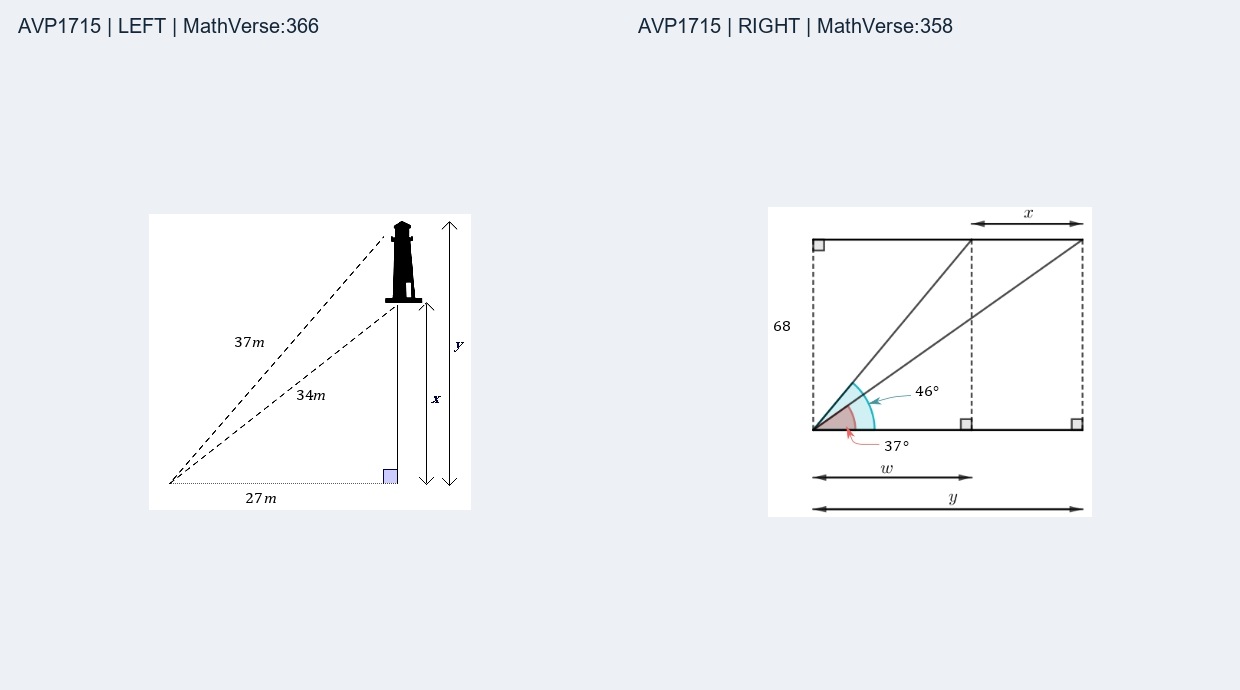 AVP1715 | LEFT | MathVerse:366
AVP1715 | RIGHT | MathVerse:358
37m
34m
y
x
27m
x
68
46°
37°
w
y